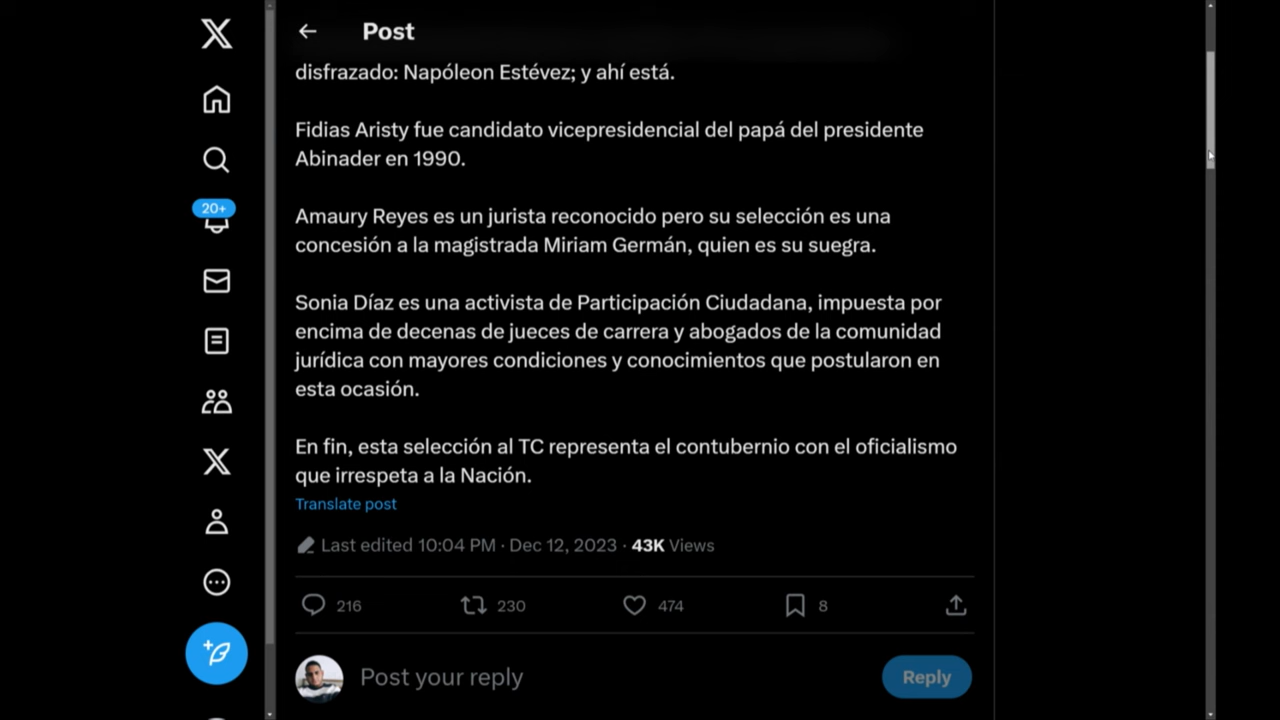 Post
disfrazado: Napóleon Estévez; y ahí está.
Fidias Aristy fue candidato vicepresidencial del papá del presidente
Abinader en 1990.
Amaury Reyes es un jurista reconocido pero su selección es una
concesión a la magistrada Miriam Germán, quien es su suegra.
Sonia Díaz es una activista de Participación Ciudadana, impuesta por
encima de decenas de jueces de carrera y abogados de la comunidad
jurídica con mayores condiciones y conocimientos que postularon en
esta ocasión.
En fin, esta selección al TC representa el contubernio con el oficialismo
que irrespeta a la Nación.
Translate post
Last edited 10:04 PM · Dec 12, 2023 · 43K Views
216 230 474 8
Post your reply
Reply
20+